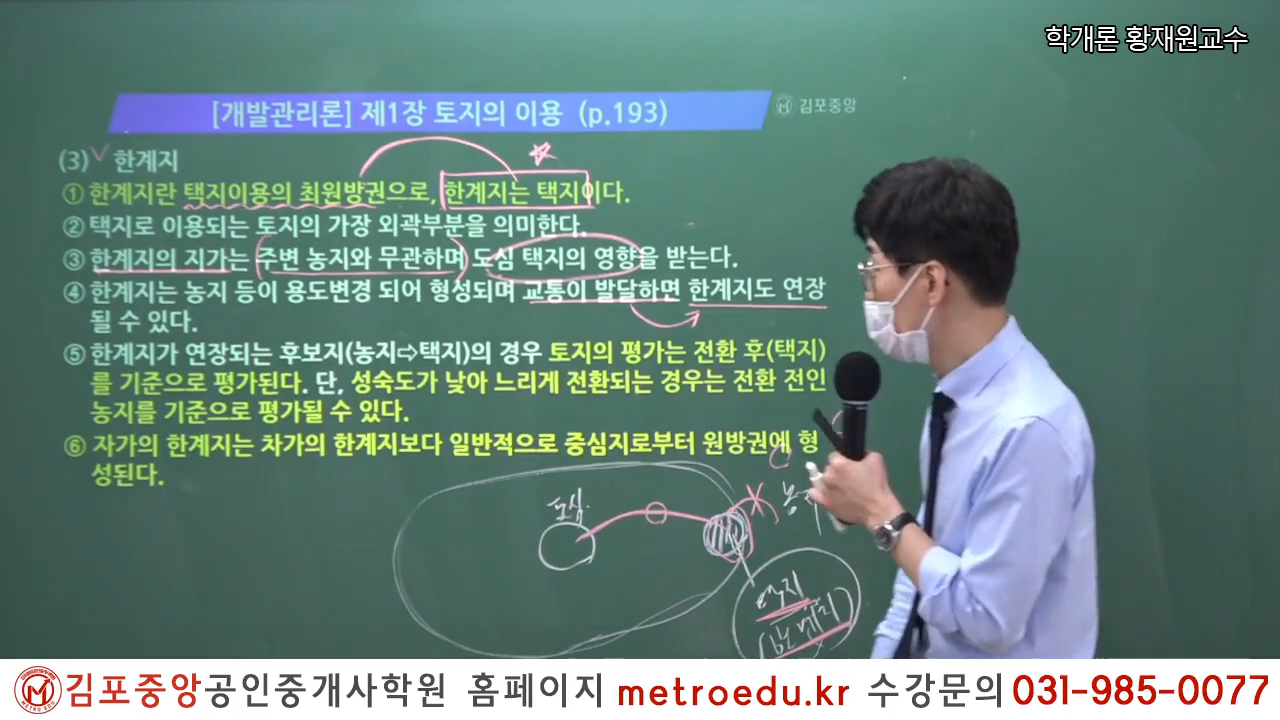 학개론 황재원교수
[개발관리론] 제1장 토지의 이용 (p.193)
김포중앙
(3) 한계지
① 한계지란 택지이용의 최원방권으로, 한계지는 택지이다.
② 택지로 이용되는 토지의 가장 외곽부분을 의미한다.
③ 한계지의 지가는 주변 농지와 무관하며 도심 택지의 영향을 받는다.
④ 한계지는 농지 등이 용도변경 되어 형성되며 교통이 발달하면 한계지도 연장
될 수 있다.
⑤ 한계지가 연장되는 후보지(농지⇨택지)의 경우 토지의 평가는 전환 후(택지)
를 기준으로 평가된다. 단, 성숙도가 낮아 느리게 전환되는 경우는 전환 전인
농지를 기준으로 평가될 수 있다.
⑥ 자가의 한계지는 차가의 한계지보다 일반적으로 중심지로부터 원방권에 형
성된다.
도심
택지
(한계지)
METRO EDU
김포중앙공인중개사학원 홈페이지 metroedu.kr 수강문의 031-985-0077